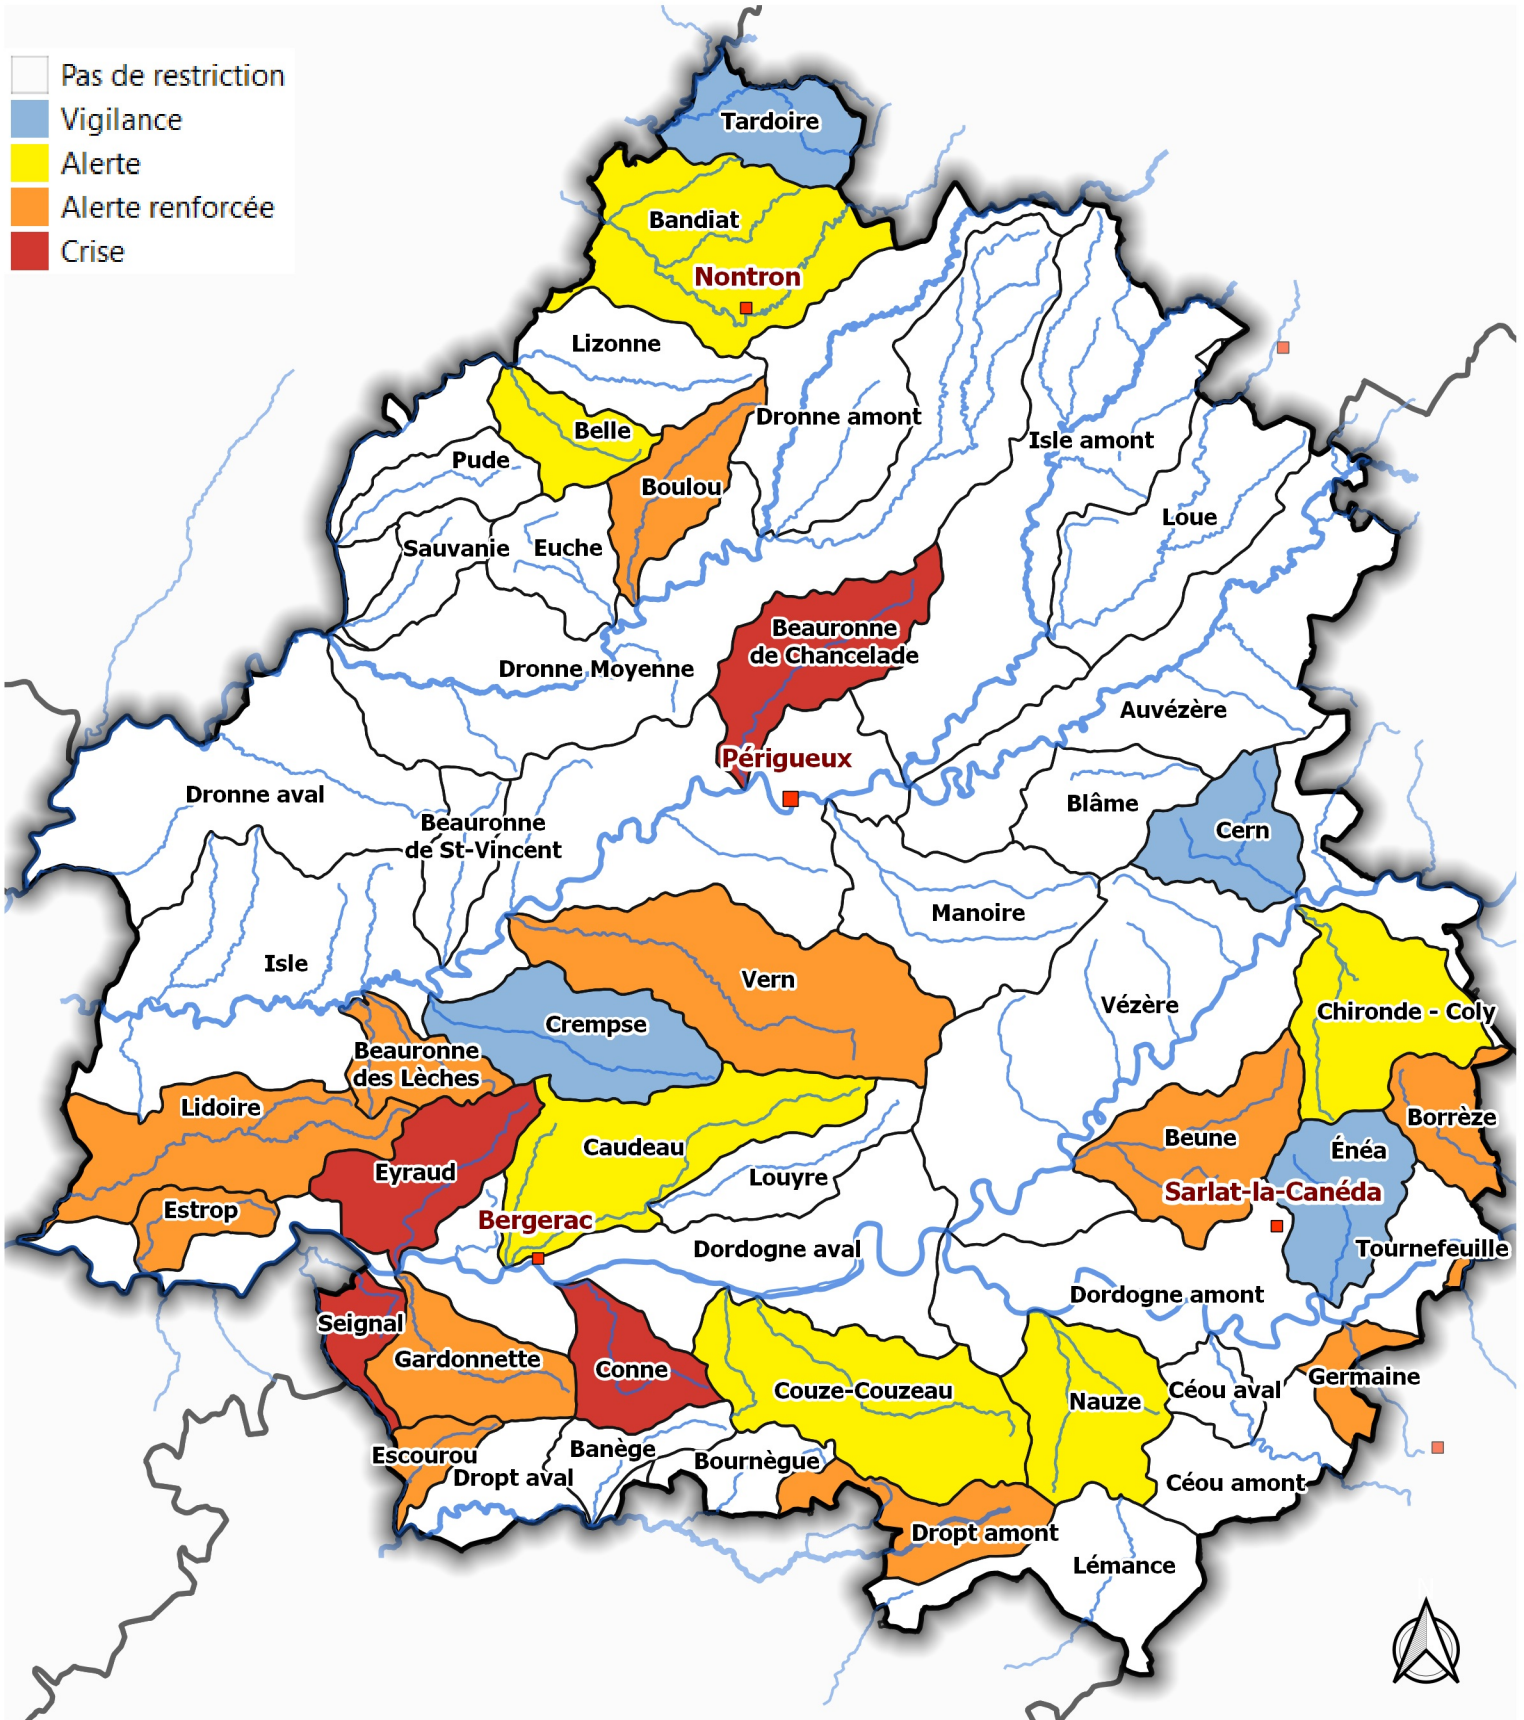 Pas de restriction
Vigilance
Alerte
Alerte renforcée
Crise
Tardoire
Bandiat
Nontron
Lizonne
Dronne amont
Belle
Isle amont
Pude
Boulou
Loue
Sauvanie
Euche
Beauronne
de Chancelade
Dronne Moyenne
Auvézère
Périgueux
Dronne aval
Blâme
Beauronne
de St-Vincent
Cern
Manoire
Isle
Vern
Vézère
Chironde - Coly
Crempse
Beauronne
des Lèches
Lidoire
Borrèze
Beune
Caudeau
Énéa
Eyraud
Louyre
Sarlat-la-Canéda
Estrop
Bergerac
Dordogne aval
Tournefeuille
Dordogne amont
Seignal
Gardonnette
Conne
Germaine
Couze-Couzeau
Céou aval
Nauze
Banège
Escourou
Bournègue
Dropt aval
Céou amont
Dropt amont
Lémance
N